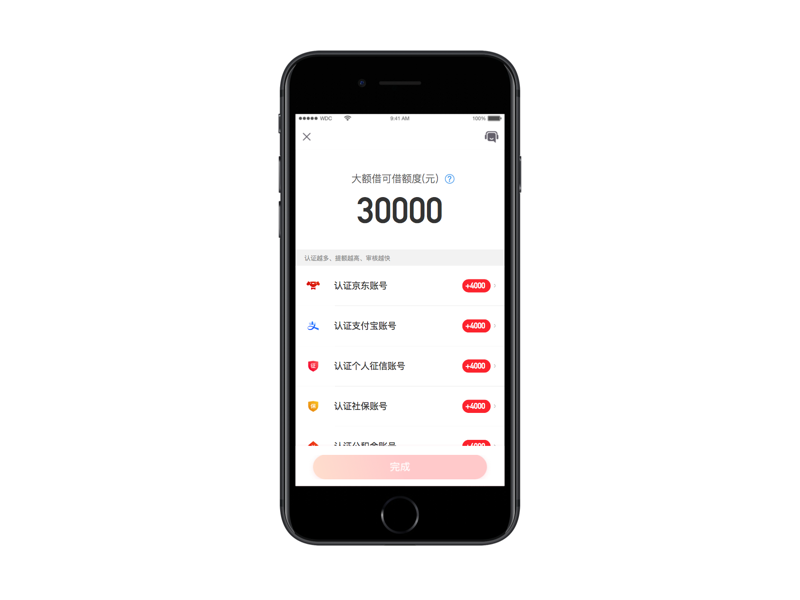 WDC 9:41 AM 100%
大额借可借额度(元) ?
30000
认证越多、提额越高、审核越快
认证京东账号 +4000
认证支付宝账号 +4000
认证个人征信账号 +4000
认证社保账号 +4000
认证公积金账号 +4000
完成